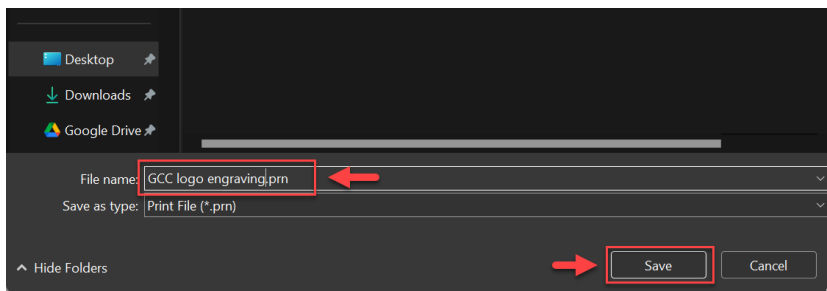 Desktop
Downloads
Google Drive
File name: GCC logo engraving.prn
Save as type: Print File (*.prn)
Hide Folders Save Cancel